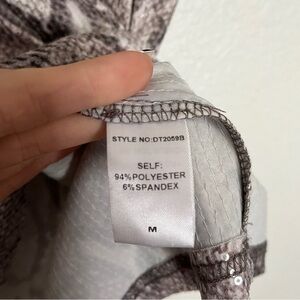 STYLE NO:DT2059B
SELF:
94%POLYESTER
6%SPANDEX
M